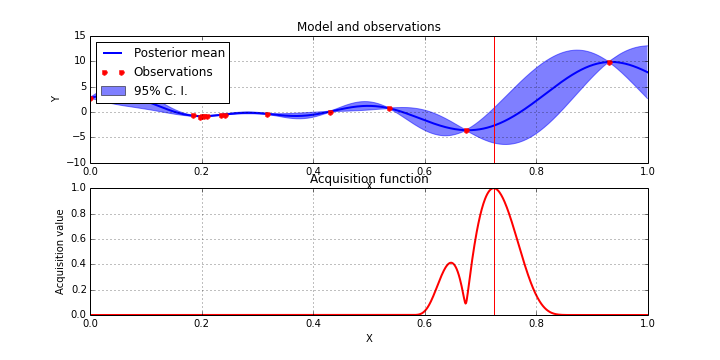 Model and observations
15
10
5
0
−5
−10
Y
Posterior mean
Observations
95% C. I.
0.0 0.2 0.4 0.6 0.8 1.0
X
Acquisition function
1.0
0.8
0.6
0.4
0.2
0.0
Acquisition value
0.0 0.2 0.4 0.6 0.8 1.0
X